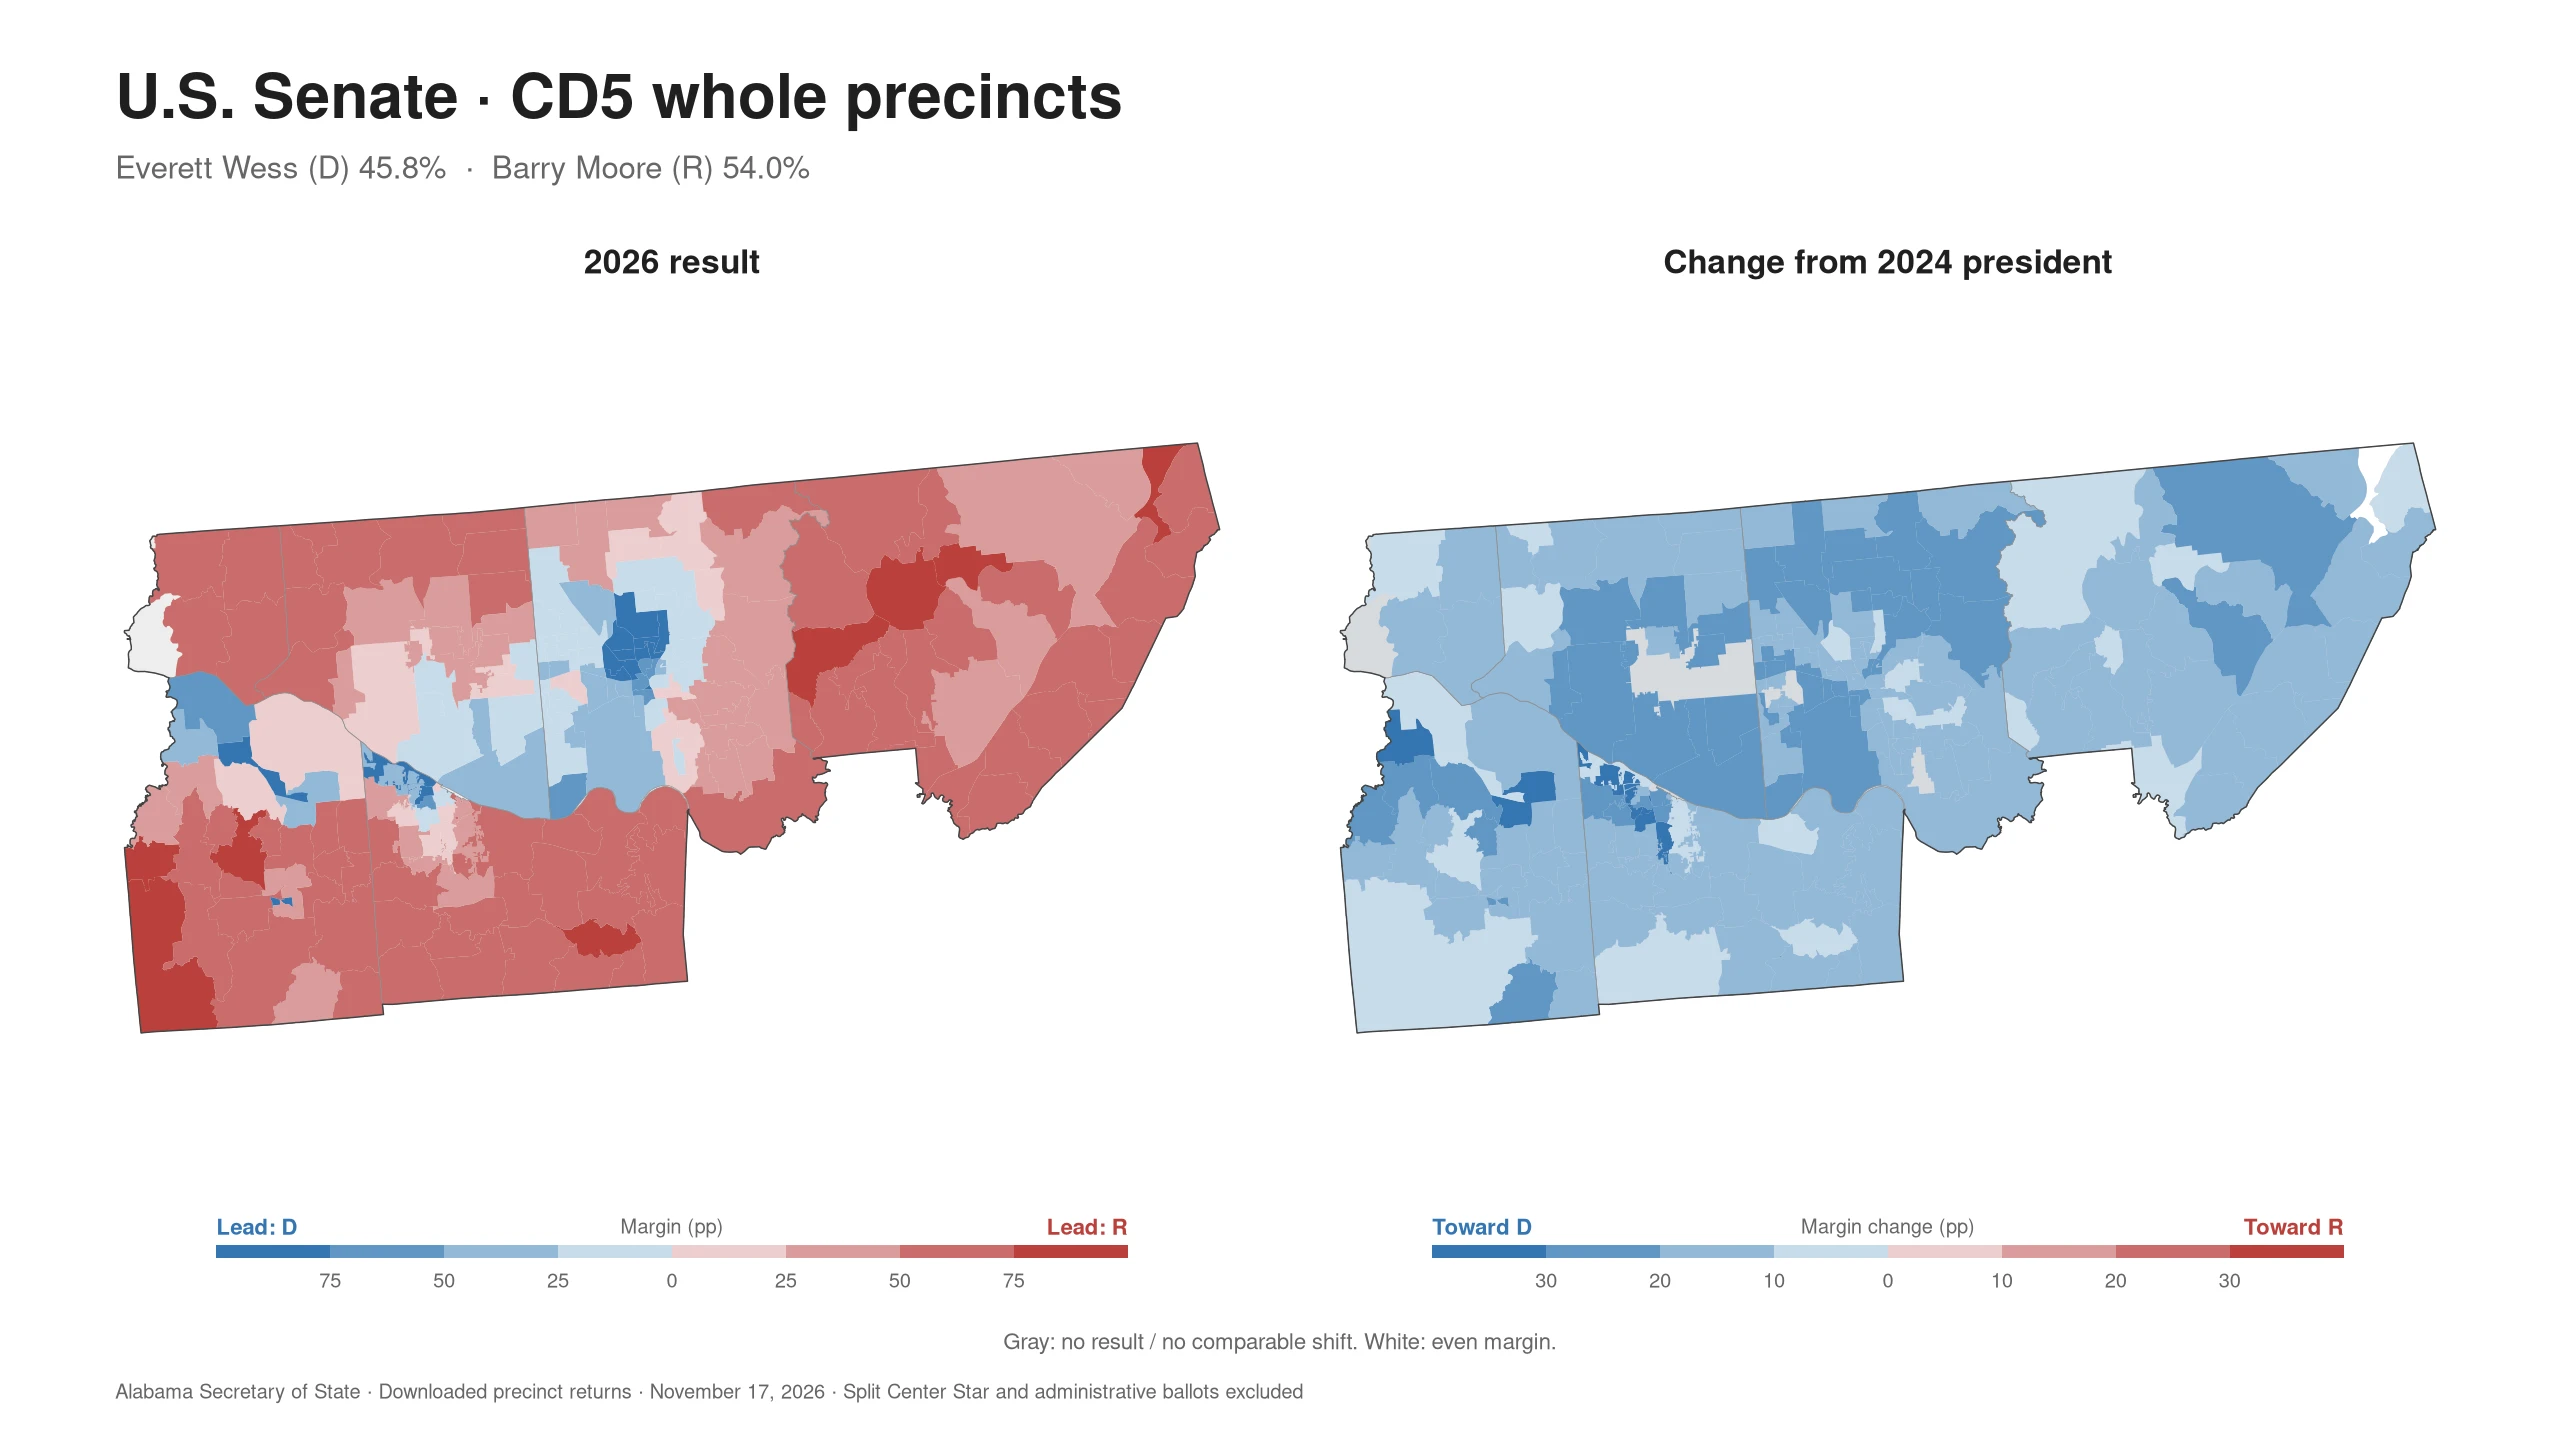 U.S. Senate · CD5 whole precincts
Everett Wess (D) 45.8% · Barry Moore (R) 54.0%
2026 result
Change from 2024 president
Lead: D
Margin (pp)
Lead: R
75 50 25 0 25 50 75
Toward D
Margin change (pp)
Toward R
30 20 10 0 10 20 30
Gray: no result / no comparable shift. White: even margin.
Alabama Secretary of State · Downloaded precinct returns · November 17, 2026 · Split Center Star and administrative ballots excluded